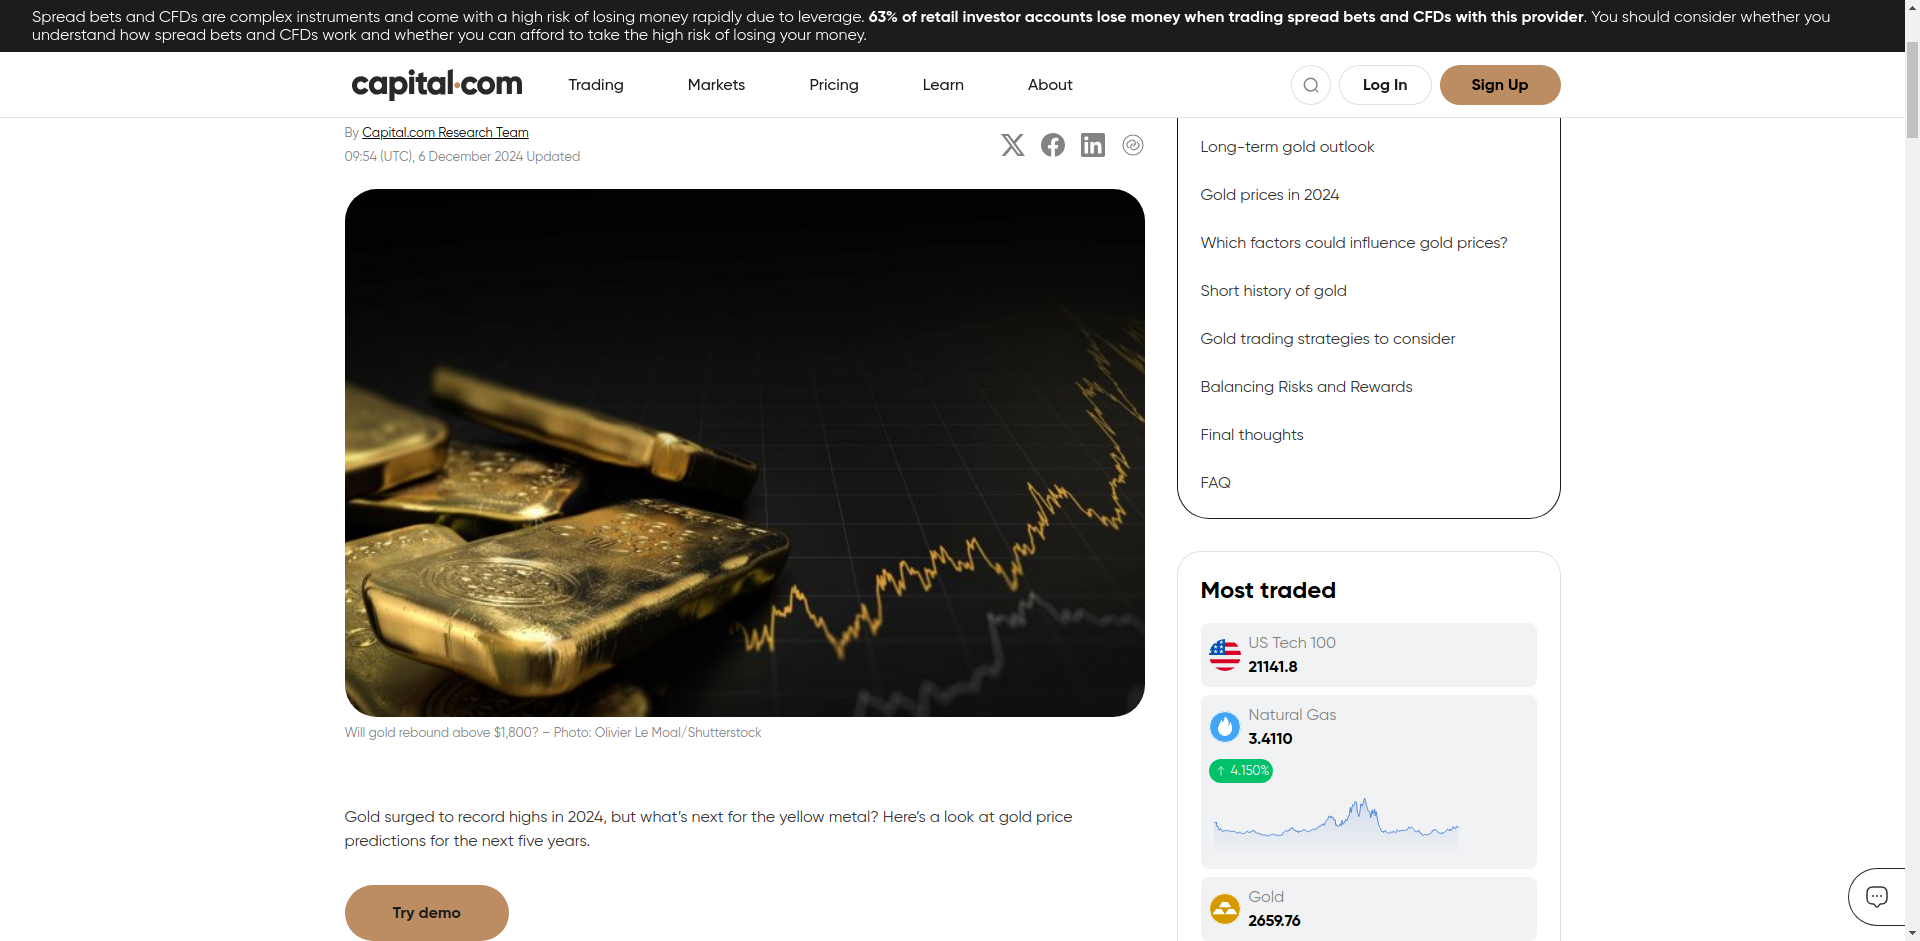 Spread bets and CFDs are complex instruments and come with a high risk of losing money rapidly due to leverage. 63% of retail investor accounts lose money when trading spread bets and CFDs with this provider. You should consider whether you
understand how spread bets and CFDs work and whether you can afford to take the high risk of losing your money.
capital.com
Trading
Markets
Pricing
Learn
About
Log In
Sign Up
By Capital.com Research Team
09:54 (UTC), 6 December 2024 Updated
Will gold rebound above $1,800? – Photo: Olivier Le Moal/Shutterstock
Gold surged to record highs in 2024, but what’s next for the yellow metal? Here’s a look at gold price
predictions for the next five years.
Try demo
Long-term gold outlook
Gold prices in 2024
Which factors could influence gold prices?
Short history of gold
Gold trading strategies to consider
Balancing Risks and Rewards
Final thoughts
FAQ
Most traded
US Tech 100
21141.8
Natural Gas
3.4110
↑ 4.150%
Gold
2659.76